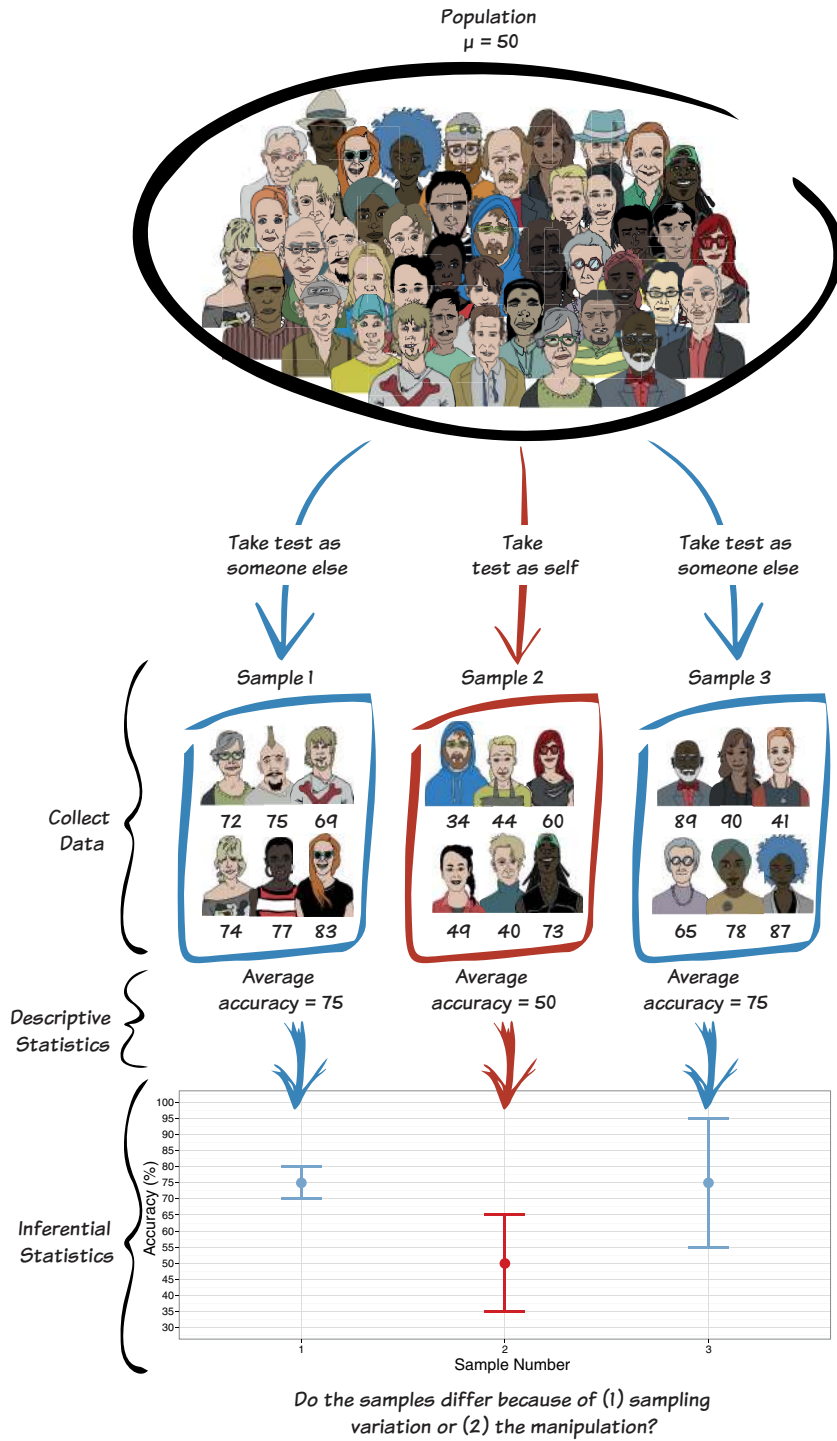 Population
μ = 50
Take test as
someone else
Take
test as self
Take test as
someone else
Sample 1
Sample 2
Sample 3
Collect
Data
72 75 69
74 77 83
34 44 60
49 40 73
89 90 41
65 78 87
Descriptive
Statistics
Average
accuracy = 75
Average
accuracy = 50
Average
accuracy = 75
Inferential
Statistics
Accuracy (%)
100
95
90
85
80
75
70
65
60
55
50
45
40
35
30
1
2
3
Sample Number
Do the samples differ because of (1) sampling
variation or (2) the manipulation?